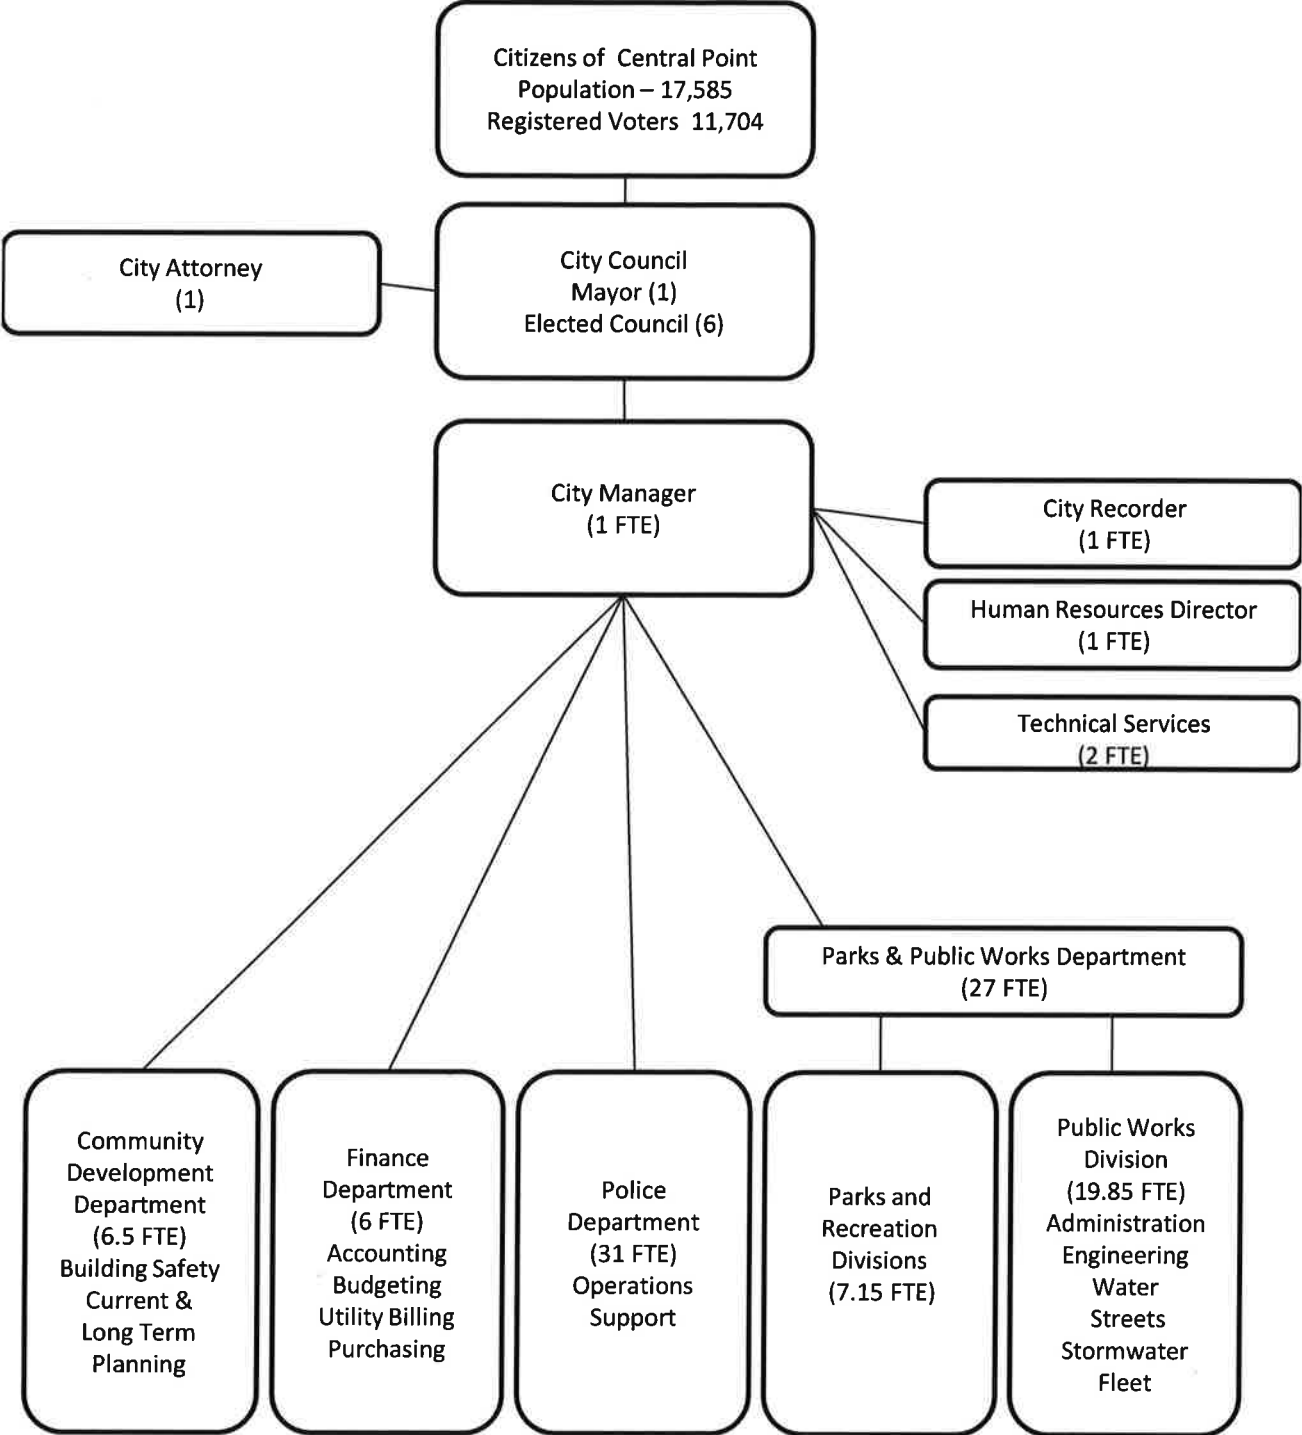 Citizens of Central Point
Population – 17,585
Registered Voters 11,704
City Attorney
(1)
City Council
Mayor (1)
Elected Council (6)
City Manager
(1 FTE)
City Recorder
(1 FTE)
Human Resources Director
(1 FTE)
Technical Services
(2 FTE)
Parks & Public Works Department
(27 FTE)
Community
Development
Department
(6.5 FTE)
Building Safety
Current &
Long Term
Planning
Finance
Department
(6 FTE)
Accounting
Budgeting
Utility Billing
Purchasing
Police
Department
(31 FTE)
Operations
Support
Parks and
Recreation
Divisions
(7.15 FTE)
Public Works
Division
(19.85 FTE)
Administration
Engineering
Water
Streets
Stormwater
Fleet